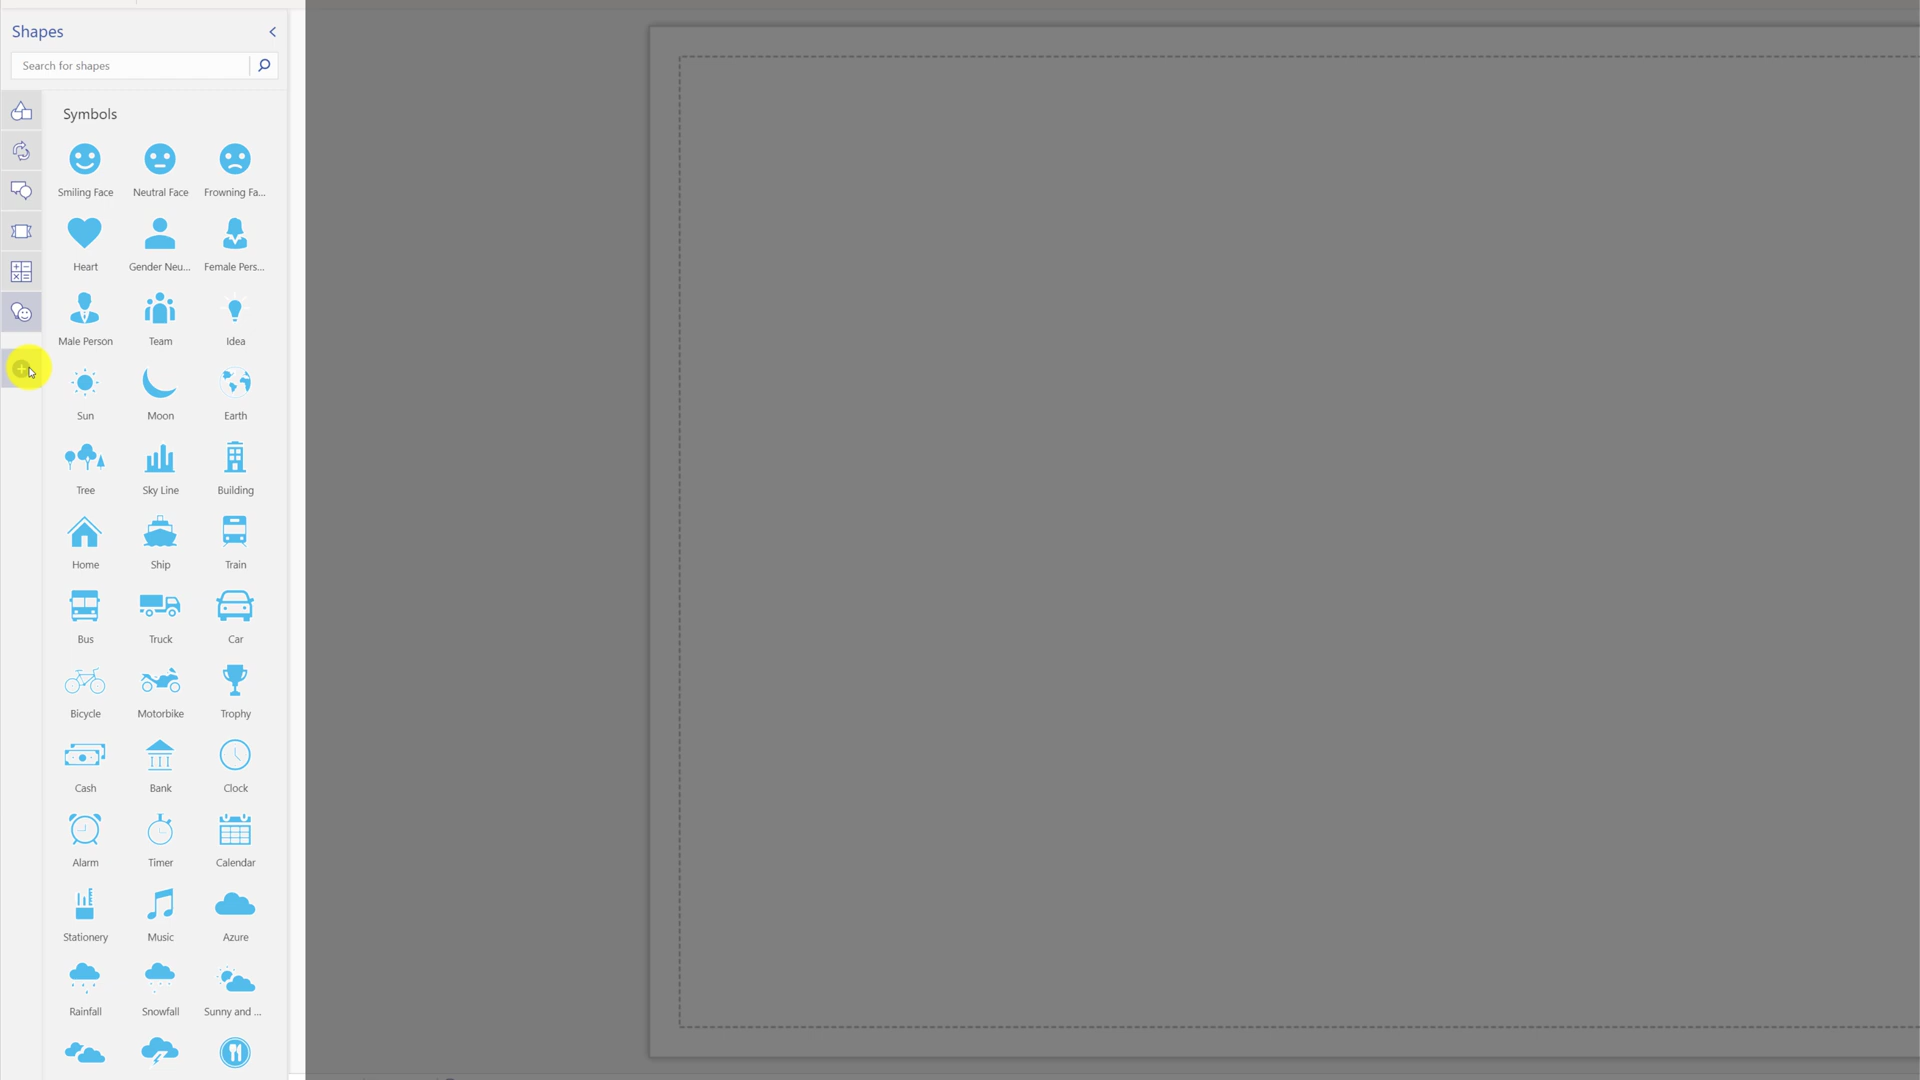 Shapes
Search for shapes
Symbols
Smiling Face Neutral Face Frowning Fa...
Heart Gender Neu... Female Pers...
Male Person Team Idea
Sun Moon Earth
Tree Sky Line Building
Home Ship Train
Bus Truck Car
Bicycle Motorbike Trophy
Cash Bank Clock
Alarm Timer Calendar
Stationery Music Azure
Rainfall Snowfall Sunny and ...